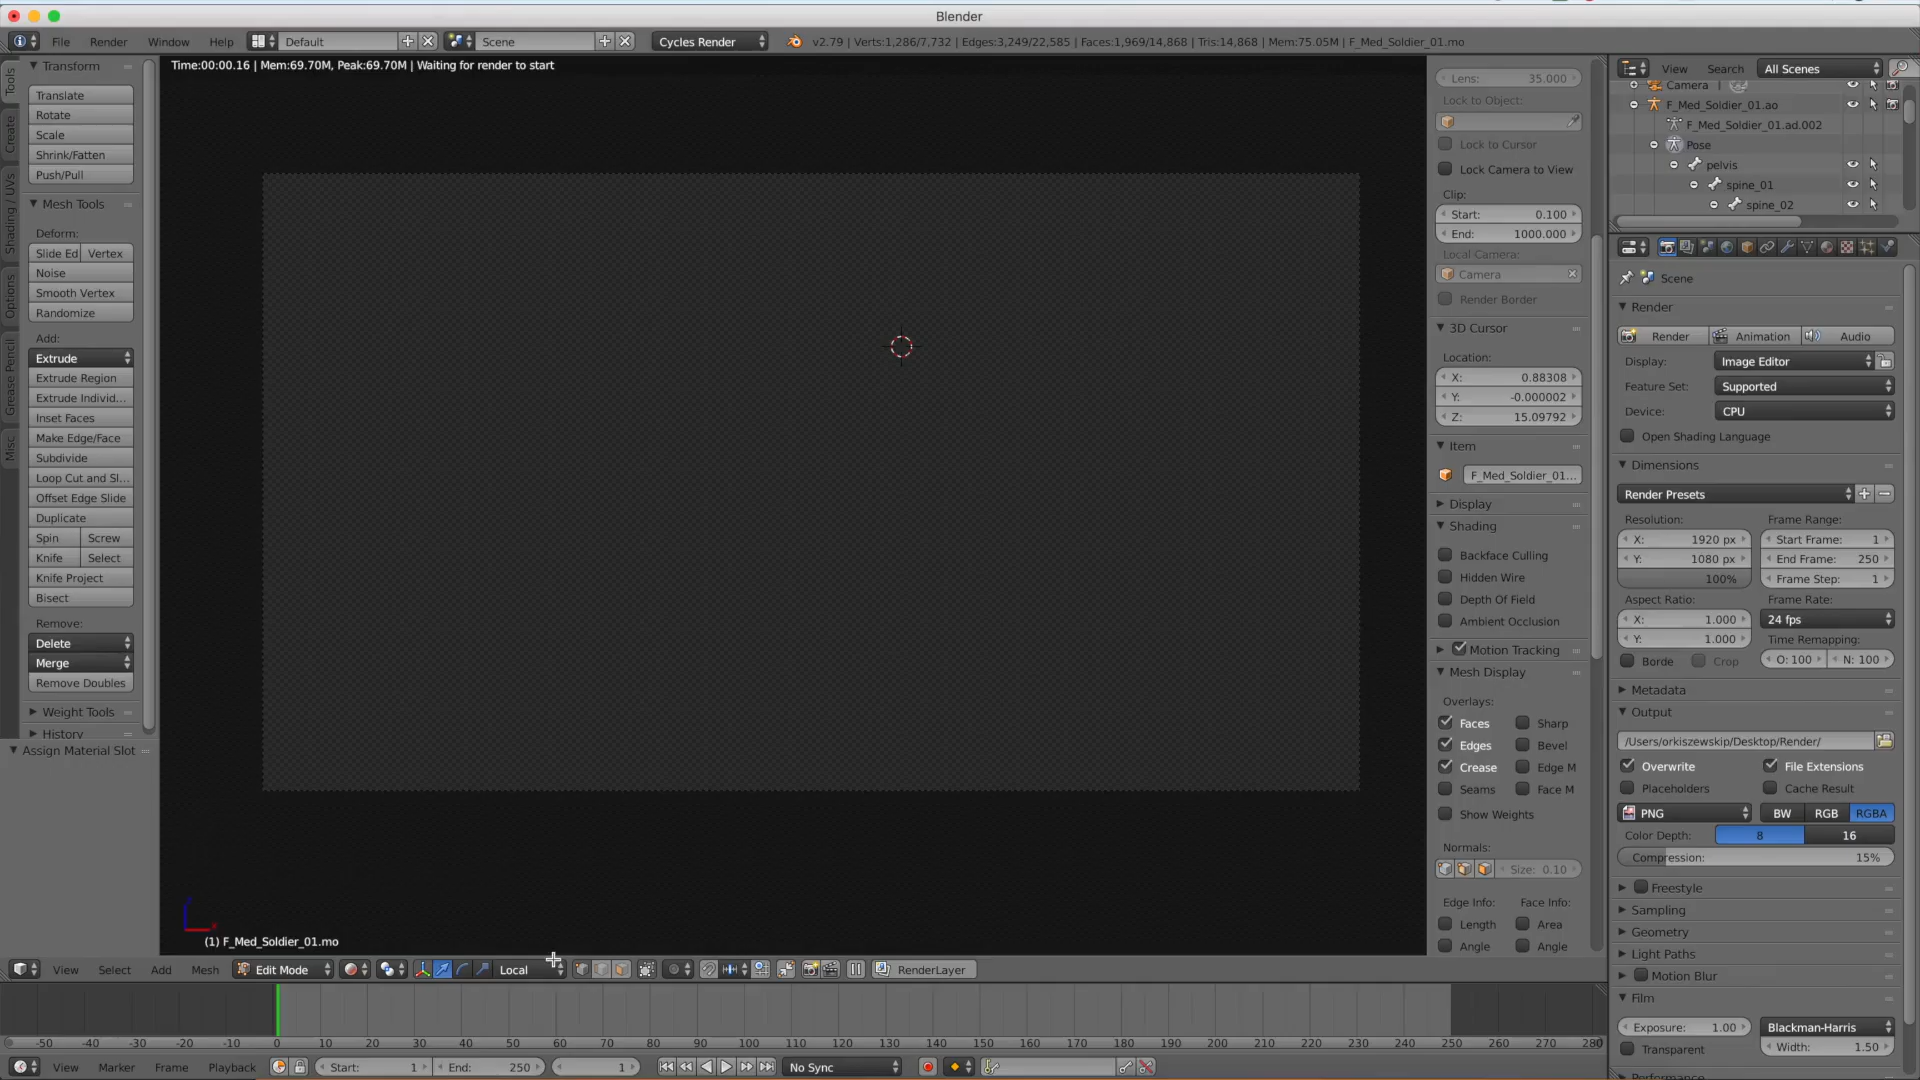 Blender
File
Render
Window
Help
Default
Scene
Cycles Render
v2.79 | Verts:1,286/7,732 | Edges:3,249/22,585 | Faces:1,969/14,868 | Tris:14,868 | Mem:75.05M | F_Med_Soldier_01.mo
Time:00:00.16 | Mem:69.70M, Peak:69.70M | Waiting for render to start
Tools
Create
Shading / UVs
Options
Grease Pencil
Misc
Transform
Translate
Rotate
Scale
Shrink/Fatten
Push/Pull
Mesh Tools
Deform:
Slide Ed
Vertex
Noise
Smooth Vertex
Randomize
Add:
Extrude
Extrude Region
Extrude Individ...
Inset Faces
Make Edge/Face
Subdivide
Loop Cut and Sl...
Offset Edge Slide
Duplicate
Spin
Screw
Knife
Select
Knife Project
Bisect
Remove:
Delete
Merge
Remove Doubles
Weight Tools
History
Assign Material Slot
(1) F_Med_Soldier_01.mo
Lens: 35.000
Lock to Object:
Lock to Cursor
Lock Camera to View
Clip:
Start: 0.100
End: 1000.000
Local Camera:
Camera
Render Border
3D Cursor
Location:
X: 0.88308
Y: -0.000002
Z: 15.09792
Item
F_Med_Soldier_01...
Display
Shading
Backface Culling
Hidden Wire
Depth Of Field
Ambient Occlusion
Motion Tracking
Mesh Display
Overlays:
Faces
Sharp
Edges
Bevel
Crease
Edge M
Seams
Face M
Show Weights
Normals:
Size: 0.10
Edge Info:
Face Info:
Length
Area
Angle
Angle
View
Search
All Scenes
Camera
F_Med_Soldier_01.ao
F_Med_Soldier_01.ad.002
Pose
pelvis
spine_01
spine_02
Scene
Render
Render
Animation
Audio
Display:
Image Editor
Feature Set:
Supported
Device:
CPU
Open Shading Language
Dimensions
Render Presets
Resolution:
Frame Range:
X: 1920 px
Start Frame: 1
Y: 1080 px
End Frame: 250
100%
Frame Step: 1
Aspect Ratio:
Frame Rate:
X: 1.000
24 fps
Y: 1.000
Time Remapping:
Borde
Crop
O: 100
N: 100
Metadata
Output
/Users/orkiszewskip/Desktop/Render/
Overwrite
File Extensions
Placeholders
Cache Result
PNG
BW
RGB
RGBA
Color Depth:
8
16
Compression: 15%
Freestyle
Sampling
Geometry
Light Paths
Motion Blur
Film
Exposure: 1.00
Blackman-Harris
Transparent
Width: 1.50
Performance
View
Select
Add
Mesh
Edit Mode
Local
RenderLayer
-50 -40 -30 -20 -10 0 10 20 30 40 50 60 70 80 90 100 110 120 130 140 150 160 170 180 190 200 210 220 230 240 250 260 270 280
View
Marker
Frame
Playback
Start: 1
End: 250
1
No Sync